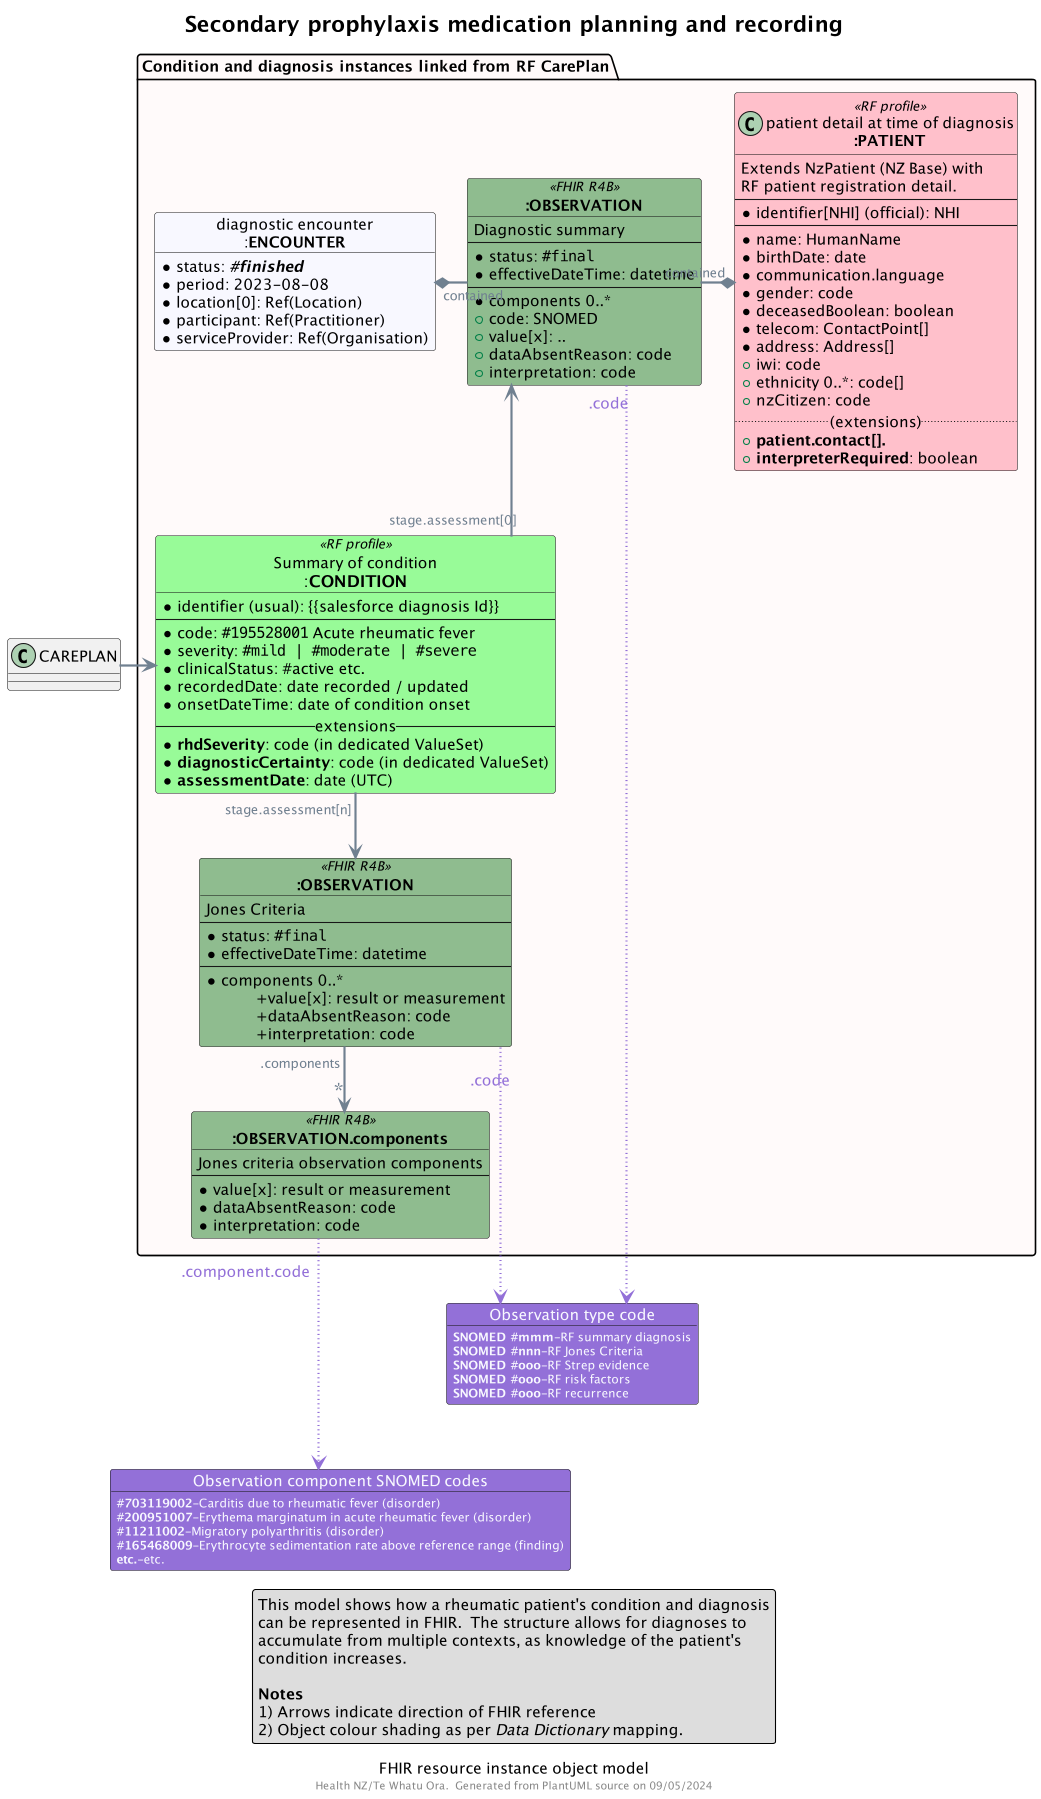 Secondary prophylaxis medication planning and recording
Condition and diagnosis instances linked from RF CarePlan
«RF profile»
C patient detail at time of diagnosis
:PATIENT
Extends NzPatient (NZ Base) with
RF patient registration detail.
identifier[NHI] (official): NHI
name: HumanName
birthDate: date
communication.language
gender: code
deceasedBoolean: boolean
telecom: ContactPoint[]
address: Address[]
iwi: code
ethnicity 0..*: code[]
nzCitizen: code
(extensions)
patient.contact[].
interpreterRequired: boolean
«FHIR R4B»
:OBSERVATION
Diagnostic summary
status: #final
effectiveDateTime: datetime
components 0..*
code: SNOMED
value[x]: ..
dataAbsentReason: code
interpretation: code
contained
contained
diagnostic encounter
:ENCOUNTER
status: #finished
period: 2023-08-08
location[0]: Ref(Location)
participant: Ref(Practitioner)
serviceProvider: Ref(Organisation)
.code
stage.assessment[0]
«RF profile»
Summary of condition
:CONDITION
identifier (usual): {{salesforce diagnosis Id}}
code: #195528001 Acute rheumatic fever
severity: #mild | #moderate | #severe
clinicalStatus: #active etc.
recordedDate: date recorded / updated
onsetDateTime: date of condition onset
extensions
rhdSeverity: code (in dedicated ValueSet)
diagnosticCertainty: code (in dedicated ValueSet)
assessmentDate: date (UTC)
C CAREPLAN
stage.assessment[n]
«FHIR R4B»
:OBSERVATION
Jones Criteria
status: #final
effectiveDateTime: datetime
components 0..*
+value[x]: result or measurement
+dataAbsentReason: code
+interpretation: code
.components
*
.code
«FHIR R4B»
:OBSERVATION.components
Jones criteria observation components
value[x]: result or measurement
dataAbsentReason: code
interpretation: code
.component.code
Observation type code
SNOMED #mmm-RF summary diagnosis
SNOMED #nnn-RF Jones Criteria
SNOMED #ooo-RF Strep evidence
SNOMED #ooo-RF risk factors
SNOMED #ooo-RF recurrence
Observation component SNOMED codes
#703119002-Carditis due to rheumatic fever (disorder)
#200951007-Erythema marginatum in acute rheumatic fever (disorder)
#11211002-Migratory polyarthritis (disorder)
#165468009-Erythrocyte sedimentation rate above reference range (finding)
etc.-etc.
This model shows how a rheumatic patient's condition and diagnosis
can be represented in FHIR.  The structure allows for diagnoses to
accumulate from multiple contexts, as knowledge of the patient's
condition increases.
Notes
1) Arrows indicate direction of FHIR reference
2) Object colour shading as per Data Dictionary mapping.
FHIR resource instance object model
Health NZ/Te Whatu Ora.  Generated from PlantUML source on 09/05/2024